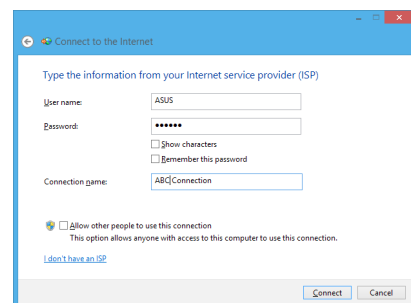 Connect to the Internet
Type the information from your Internet service provider (ISP)
User name: ASUS
Password: ••••••
Show characters
Remember this password
Connection name: ABC Connection
Allow other people to use this connection
This option allows anyone with access to this computer to use this connection.
I don't have an ISP
Connect Cancel